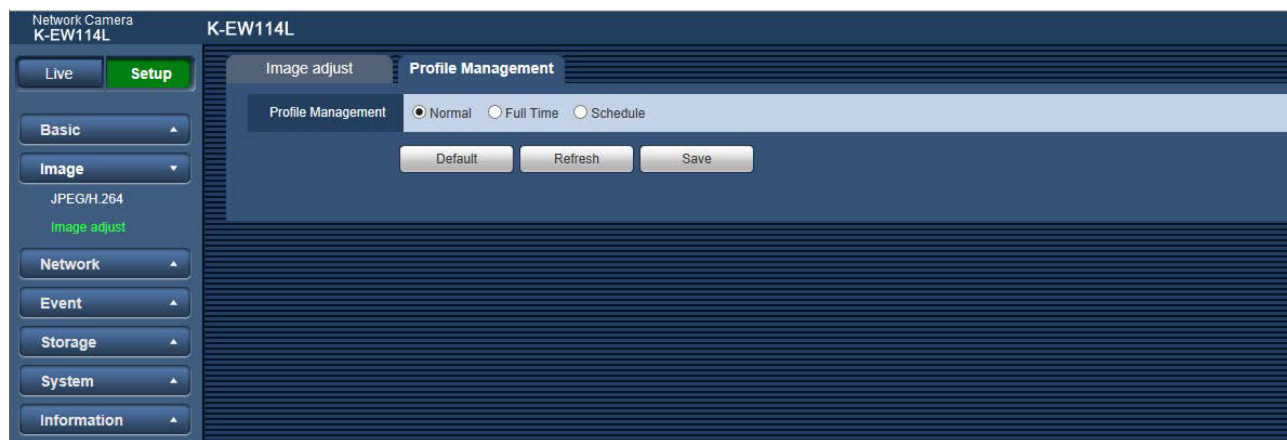 Network Camera
K-EW114L
K-EW114L
Live Setup
Image adjust Profile Management
Profile Management Normal Full Time Schedule
Default Refresh Save
Basic
Image
JPEG/H.264
Image adjust
Network
Event
Storage
System
Information